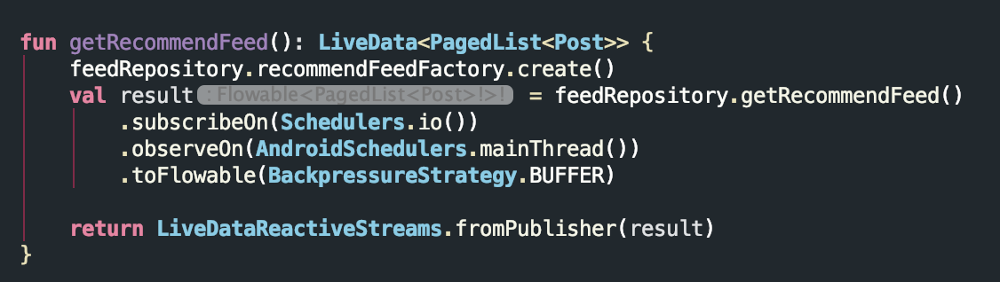 fun getRecommendFeed(): LiveData<PagedList<Post>> {
    feedRepository.recommendFeedFactory.create()
    val result : Flowable<PagedList<Post>!>!  = feedRepository.getRecommendFeed()
        .subscribeOn(Schedulers.io())
        .observeOn(AndroidSchedulers.mainThread())
        .toFlowable(BackpressureStrategy.BUFFER)

    return LiveDataReactiveStreams.fromPublisher(result)
}